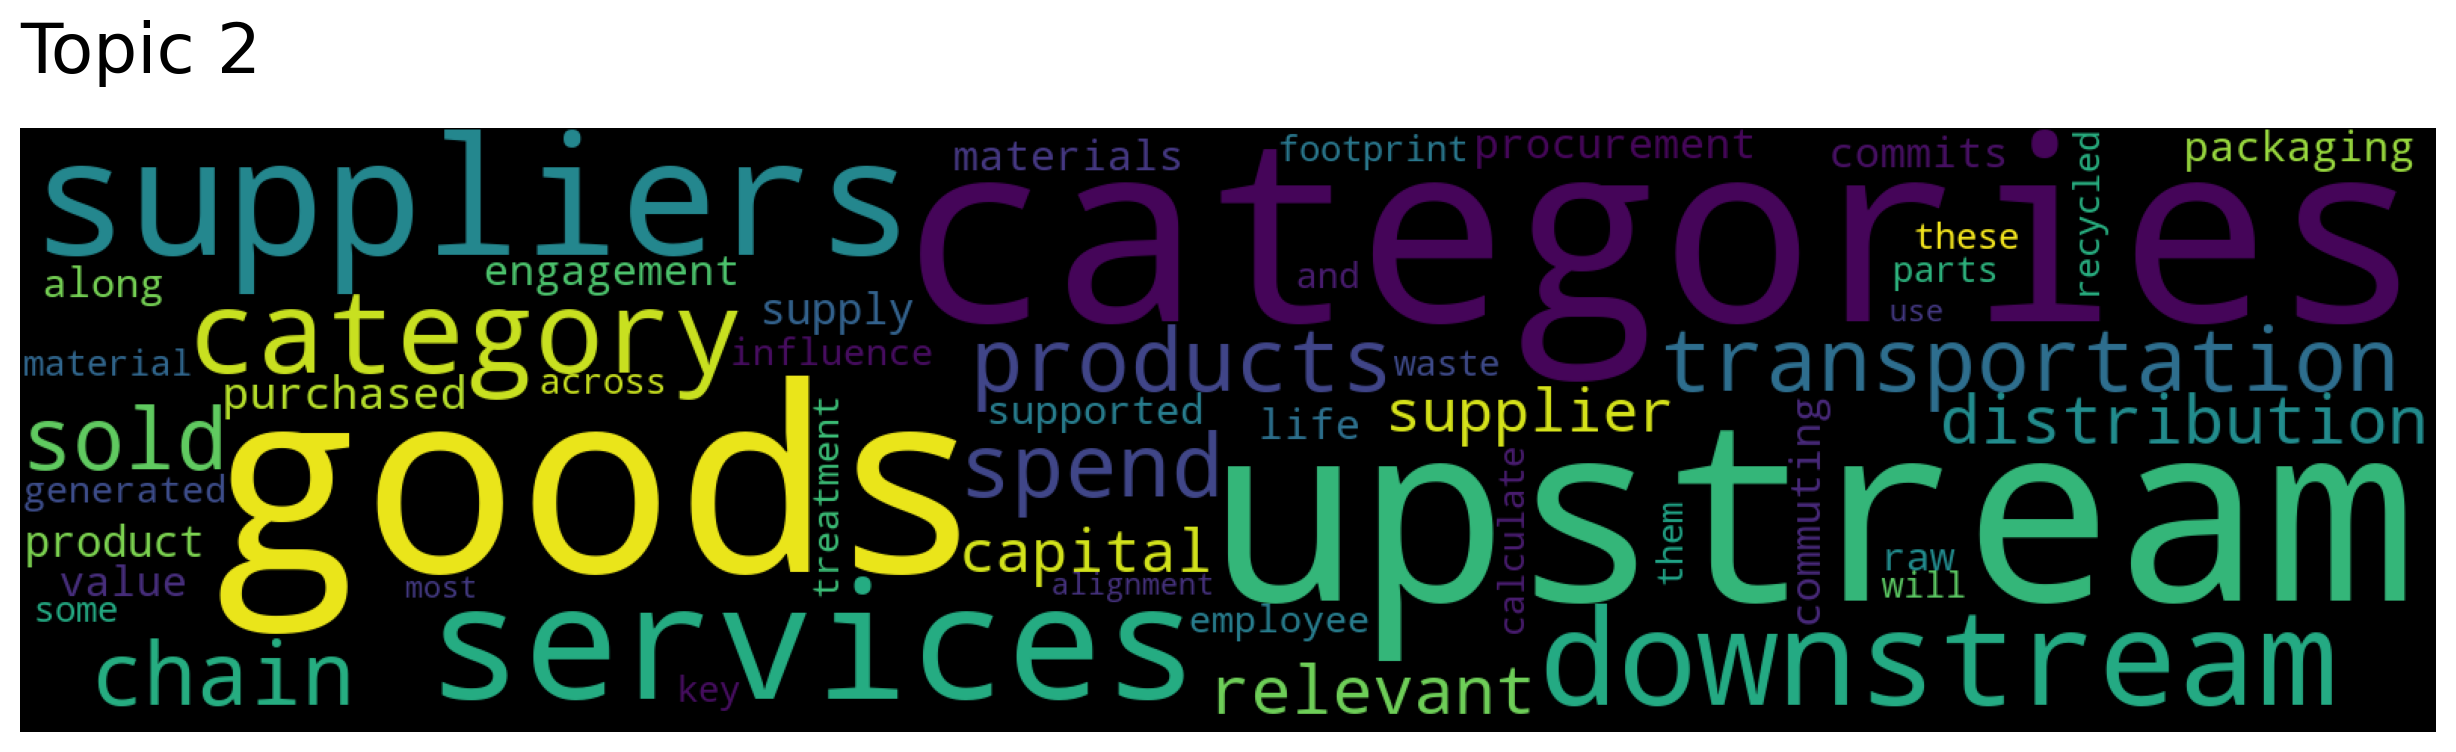 Topic 2
suppliers
categories
materials
footprint
procurement
commits
recycled
packaging
these
parts
use
and
along
engagement
category
supply
influence
material
purchased
across
products
waste
transportation
supported
life
supplier
distribution
sold
goods
treatment
spend
upstream
calculate
commuting
them
raw
will
generated
product
value
some
most
capital
alignment
employee
services
key
chain
relevant
downstream